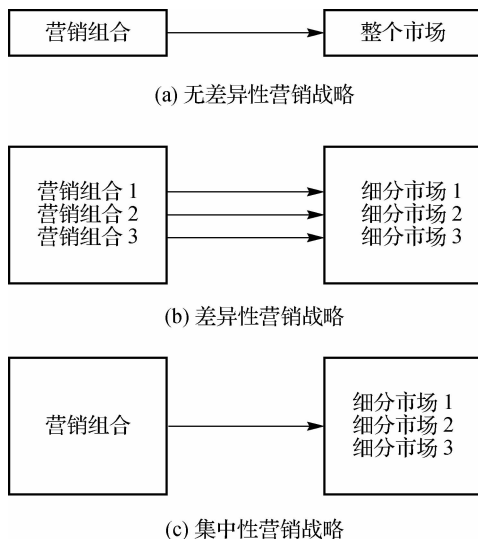 营销组合
整个市场
(a) 无差异性营销战略
营销组合 1
营销组合 2
营销组合 3
细分市场 1
细分市场 2
细分市场 3
(b) 差异性营销战略
营销组合
细分市场 1
细分市场 2
细分市场 3
(c) 集中性营销战略